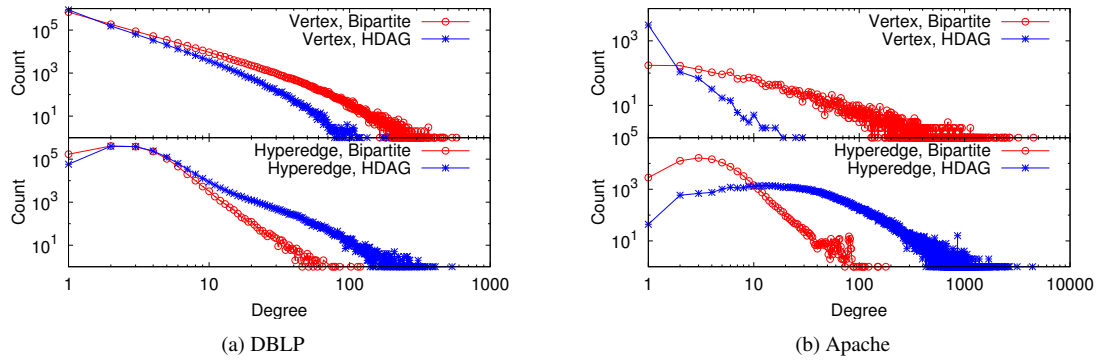 10^5
10^3
10^1
Count
Vertex, Bipartite
Vertex, HDAG
10^5
10^3
10^1
Count
Hyperedge, Bipartite
Hyperedge, HDAG
1
10
100
1000
Degree
(a) DBLP
10^3
10^1
Count
Vertex, Bipartite
Vertex, HDAG
10^5
10^3
10^1
Count
Hyperedge, Bipartite
Hyperedge, HDAG
1
10
100
1000
10000
Degree
(b) Apache